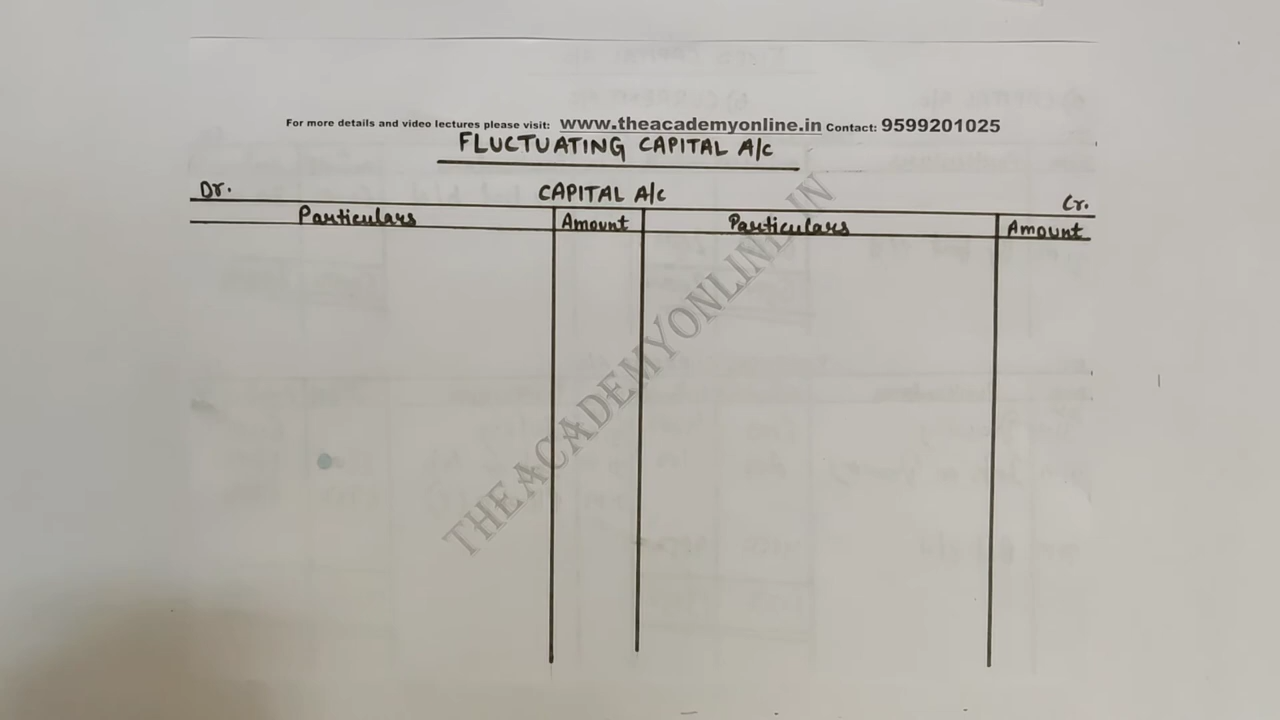 For more details and video lectures please visit: www.theacademyonline.in Contact: 9599201025
FLUCTUATING CAPITAL A/c
Dr. CAPITAL A/c Cr.
Particulars Amount Particulars Amount
THEACADEMYONLINE.IN